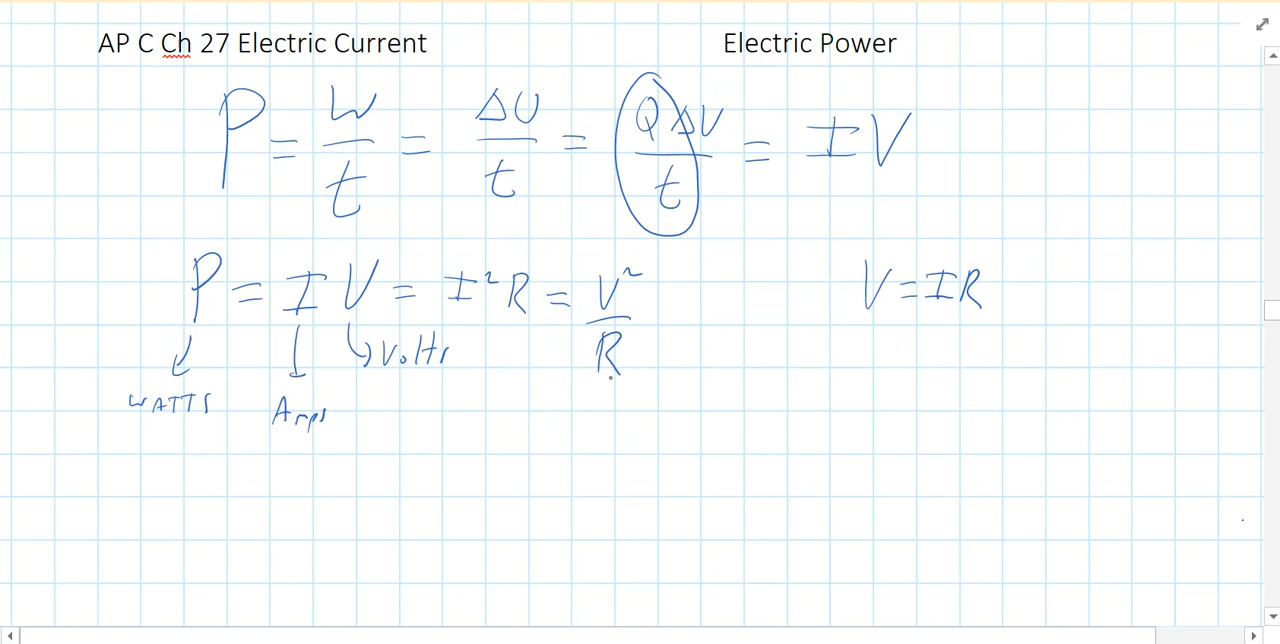 AP C Ch 27 Electric Current Electric Power
P = W/t = ΔU/t = QΔV/t = IV
P = IV = I²R = V²/R V = IR
WATTS Amps Volts